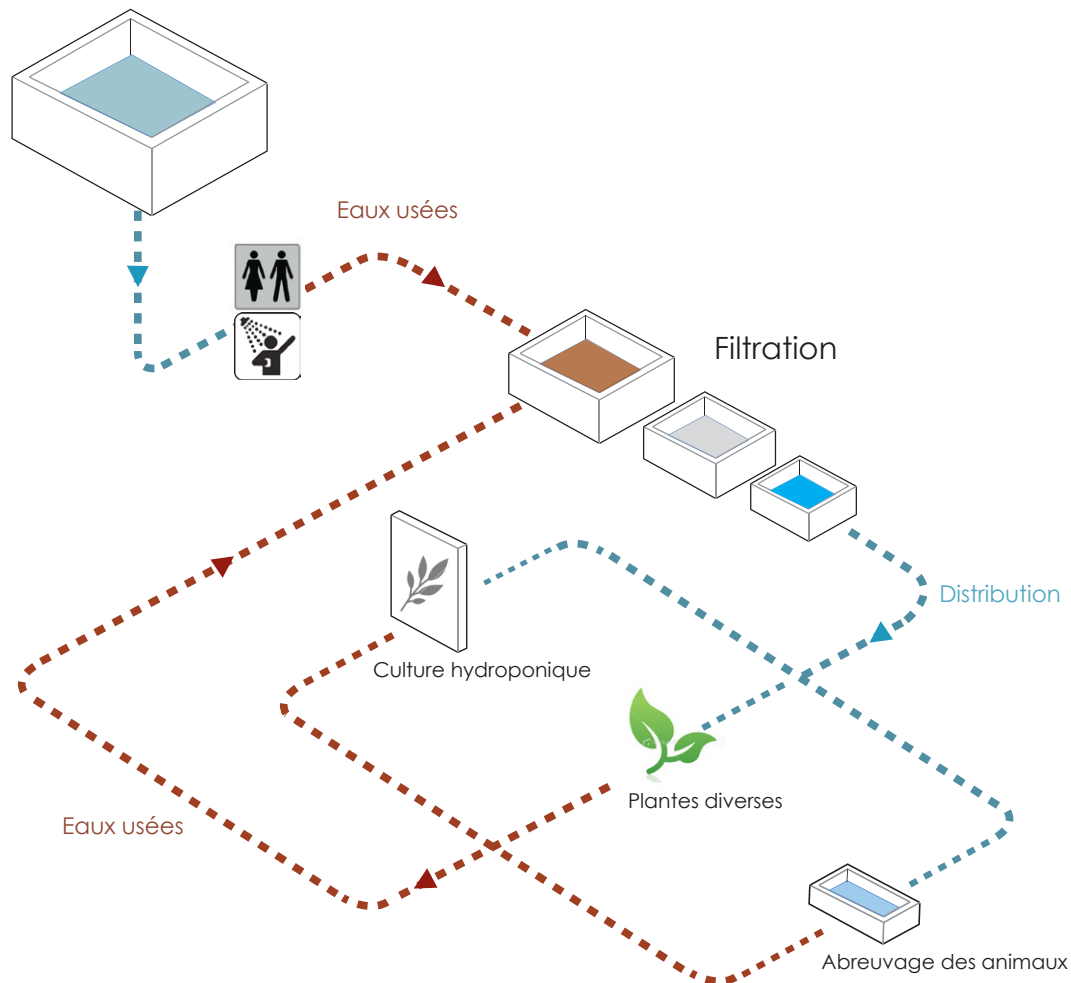 Eaux usées
Filtration
Distribution
Culture hydroponique
Plantes diverses
Eaux usées
Abreuvage des animaux